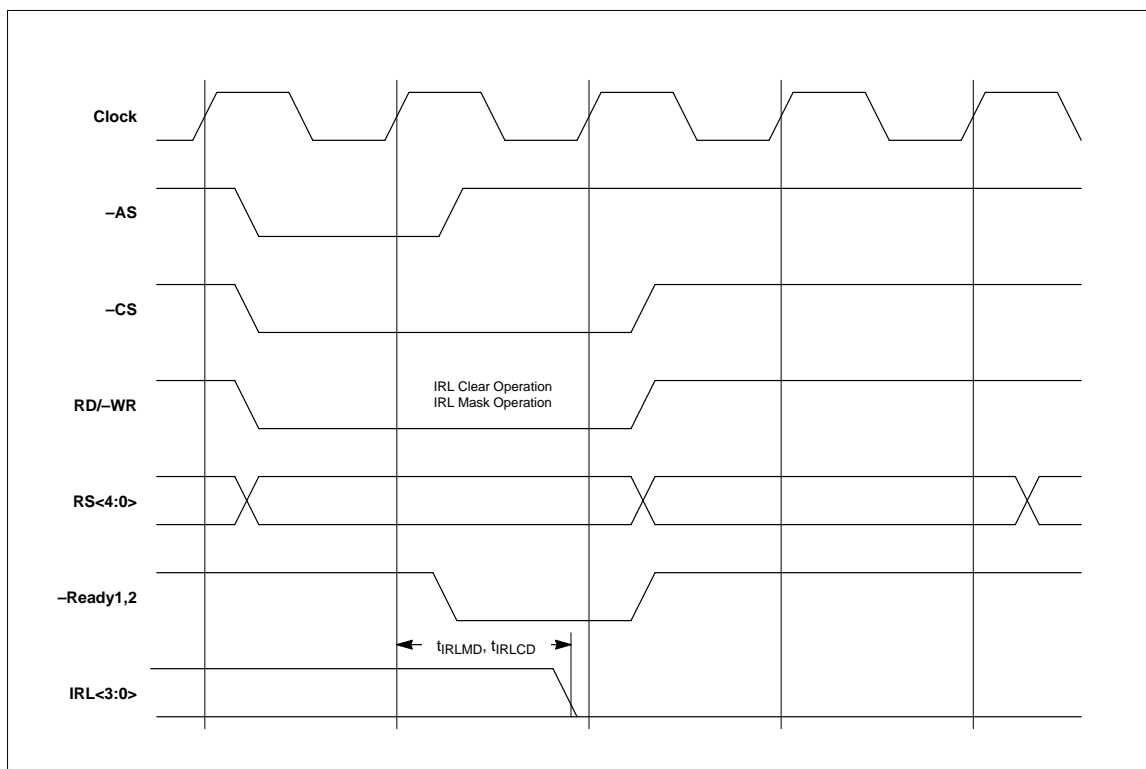 Clock
–AS
–CS
IRL Clear Operation
IRL Mask Operation
RD/–WR
RS<4:0>
–Ready1,2
tIRLMD, tIRLCD
IRL<3:0>